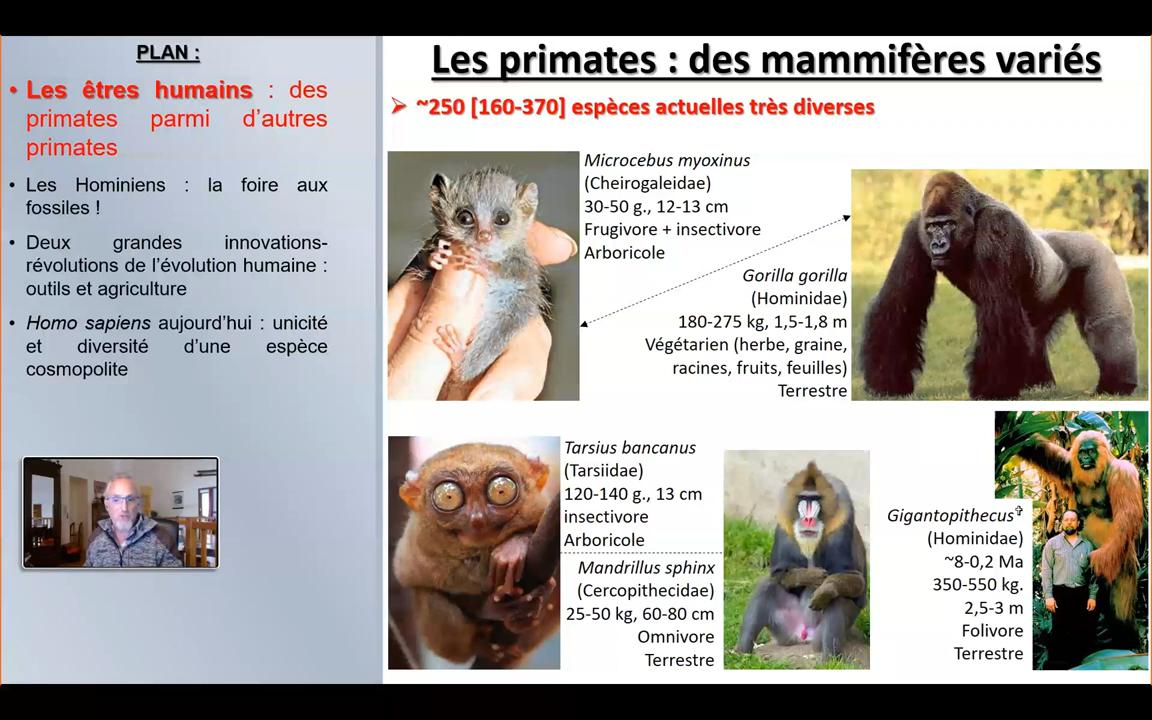 PLAN :
• Les êtres humains : des
primates parmi d’autres
primates
• Les Hominiens : la foire aux
fossiles !
• Deux grandes innovations-
révolutions de l’évolution humaine :
outils et agriculture
• Homo sapiens aujourd’hui : unicité
et diversité d’une espèce
cosmopolite
Les primates : des mammifères variés
➢ ~250 [160-370] espèces actuelles très diverses
Microcebus myoxinus
(Cheirogaleidae)
30-50 g., 12-13 cm
Frugivore + insectivore
Arboricole
Gorilla gorilla
(Hominidae)
180-275 kg, 1,5-1,8 m
Végétarien (herbe, graine,
racines, fruits, feuilles)
Terrestre
Tarsius bancanus
(Tarsiidae)
120-140 g., 13 cm
insectivore
Arboricole
Mandrillus sphinx
(Cercopithecidae)
25-50 kg, 60-80 cm
Omnivore
Terrestre
Gigantopithecus✞
(Hominidae)
~8-0,2 Ma
350-550 kg.
2,5-3 m
Folivore
Terrestre